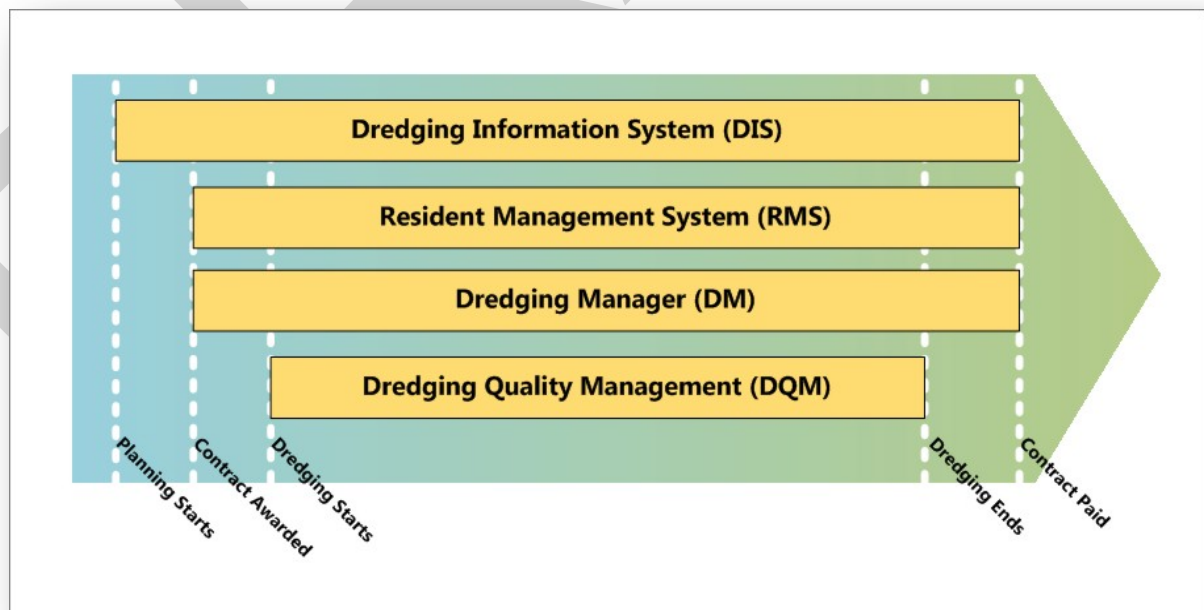 Dredging Information System (DIS)
Resident Management System (RMS)
Dredging Manager (DM)
Dredging Quality Management (DQM)
Planning Starts
Contract Awarded
Dredging Starts
Dredging Ends
Contract Paid